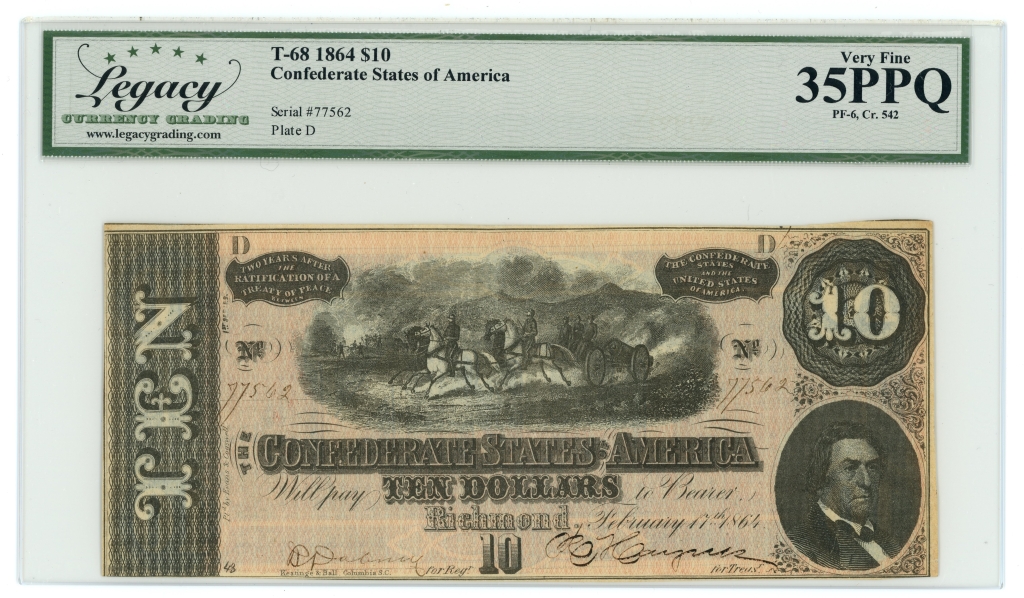 Legacy
CURRENCY GRADING
www.legacygrading.com
T-68 1864 $10
Confederate States of America
Serial #77562
Plate D
Very Fine
35PPQ
PF-6, Cr. 542
D
D
TWO YEARS AFTER
THE
RATIFICATION OF A
TREATY OF PEACE
BETWEEN
THE CONFEDERATE
STATES
AND THE
UNITED STATES
OF AMERICA
10
TEN
No
No
77562
77562
THE
CONFEDERATE STATES OF AMERICA
Will pay TEN DOLLARS to Bearer
Richmond February 17th 1864
10
for Regr.
for Treasr.
Keatinge & Ball, Columbia S.C.